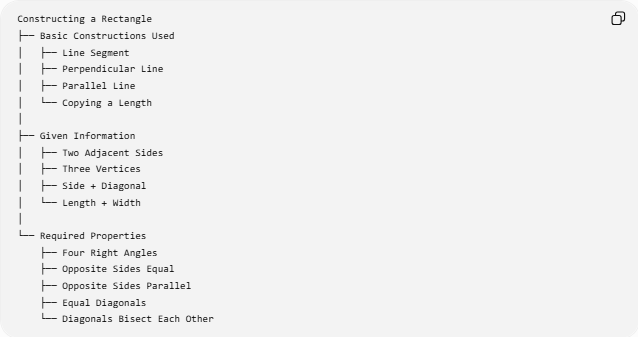 Constructing a Rectangle
├── Basic Constructions Used
│   ├── Line Segment
│   ├── Perpendicular Line
│   ├── Parallel Line
│   └── Copying a Length
│
├── Given Information
│   ├── Two Adjacent Sides
│   ├── Three Vertices
│   ├── Side + Diagonal
│   └── Length + Width
│
└── Required Properties
    ├── Four Right Angles
    ├── Opposite Sides Equal
    ├── Opposite Sides Parallel
    ├── Equal Diagonals
    └── Diagonals Bisect Each Other